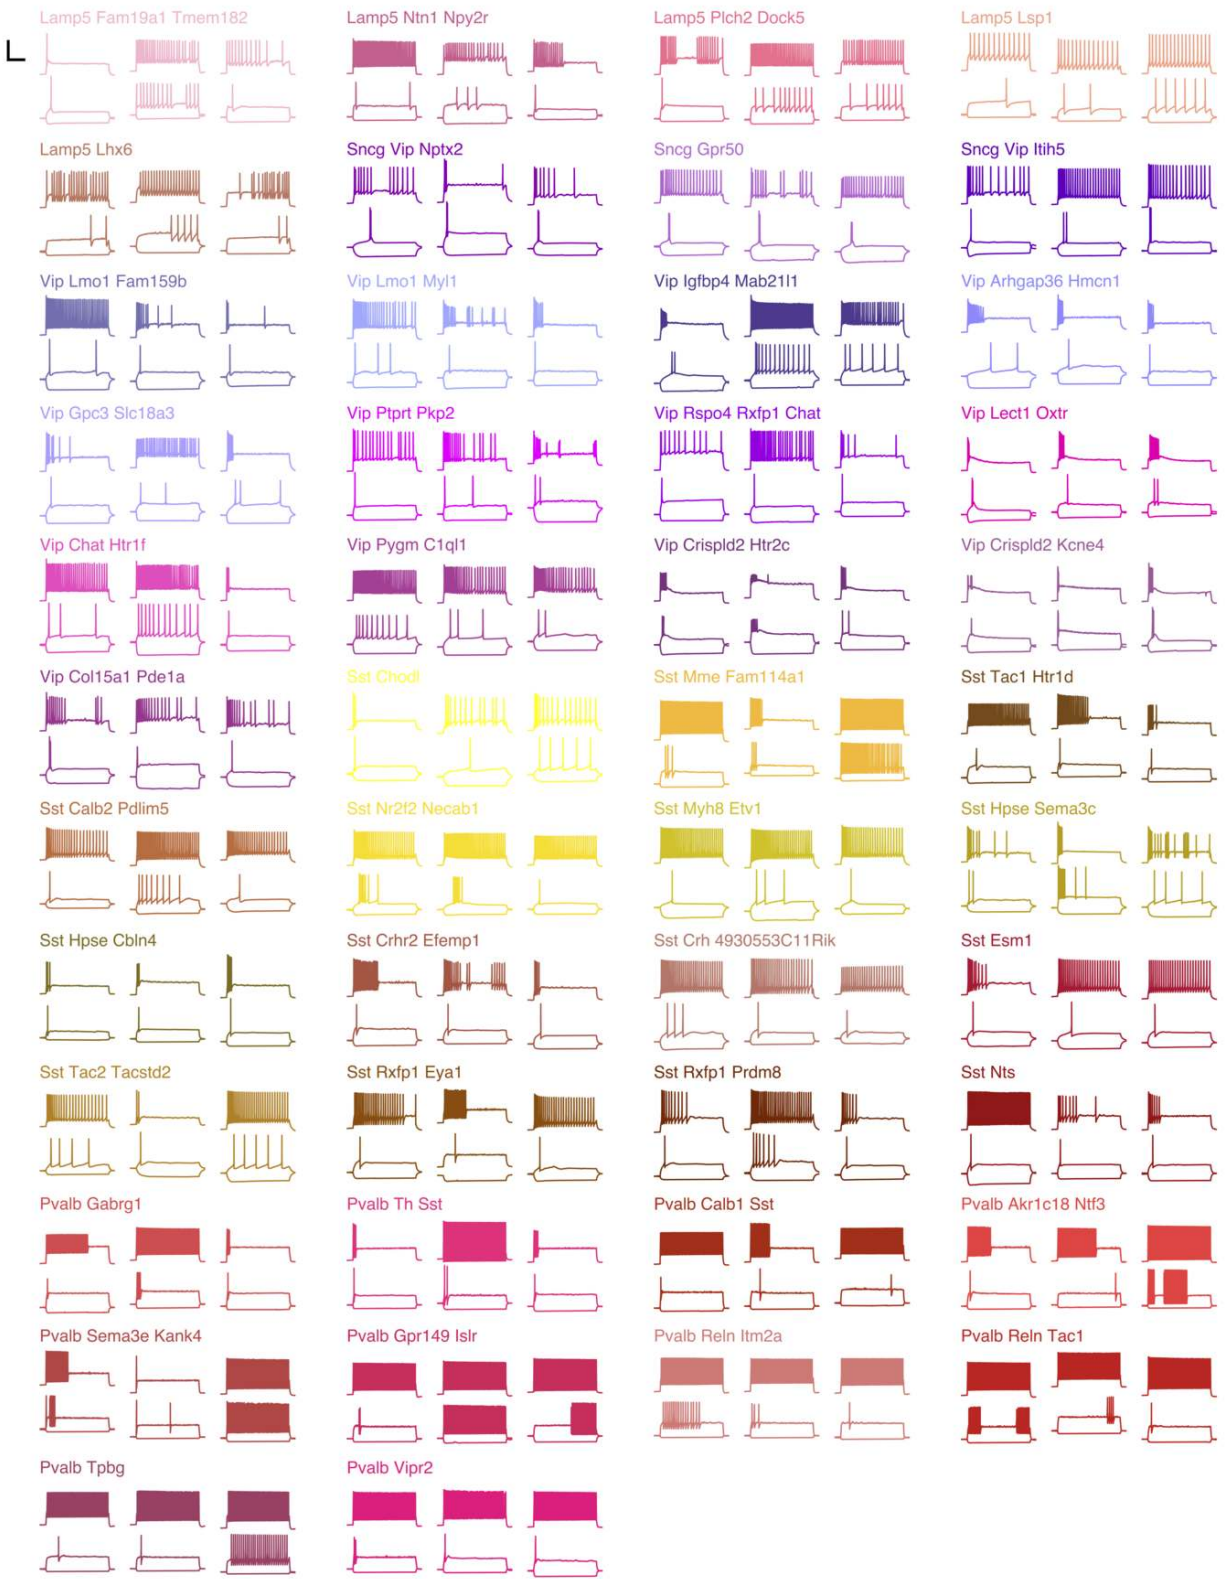 Lamp5 Fam19a1 Tmem182
Lamp5 Ntn1 Npy2r
Lamp5 Plch2 Dock5
Lamp5 Lsp1
Lamp5 Lhx6
Sncg Vip Nptx2
Sncg Gpr50
Sncg Vip Itih5
Vip Lmo1 Fam159b
Vip Lmo1 Myl1
Vip Igfbp4 Mab21l1
Vip Arhgap36 Hmcn1
Vip Gpc3 Slc18a3
Vip Ptprt Pkp2
Vip Rspo4 Rxfp1 Chat
Vip Lect1 Oxtr
Vip Chat Htr1f
Vip Pygm C1ql1
Vip Crispld2 Htr2c
Vip Crispld2 Kcne4
Vip Col15a1 Pde1a
Sst Chodl
Sst Mme Fam114a1
Sst Tac1 Htr1d
Sst Calb2 Pdlim5
Sst Nr2f2 Necab1
Sst Myh8 Etv1
Sst Hpse Sema3c
Sst Hpse Cbln4
Sst Crhr2 Efemp1
Sst Crh 4930553C11Rik
Sst Esm1
Sst Tac2 Tacstd2
Sst Rxfp1 Eya1
Sst Rxfp1 Prdm8
Sst Nts
Pvalb Gabrg1
Pvalb Th Sst
Pvalb Calb1 Sst
Pvalb Akr1c18 Ntf3
Pvalb Sema3e Kank4
Pvalb Gpr149 Islr
Pvalb Reln Itm2a
Pvalb Reln Tac1
Pvalb Tpbg
Pvalb Vipr2